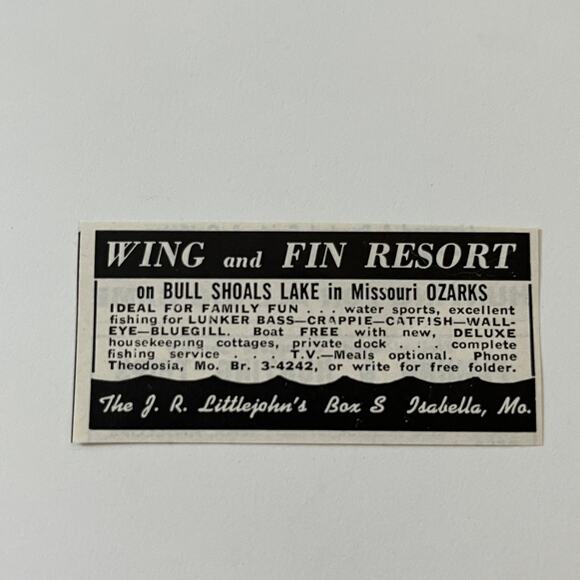 WING and FIN RESORT
on BULL SHOALS LAKE in Missouri OZARKS
IDEAL FOR FAMILY FUN . . . water sports, excellent
fishing for LUNKER BASS—CRAPPIE—CATFISH—WALL-
EYE—BLUEGILL. Boat FREE with new, DELUXE
housekeeping cottages, private dock . . . complete
fishing service . . . T.V.—Meals optional. Phone
Theodosia, Mo. Br. 3-4242, or write for free folder.
The J. R. Littlejohn's Box S Isabella, Mo.